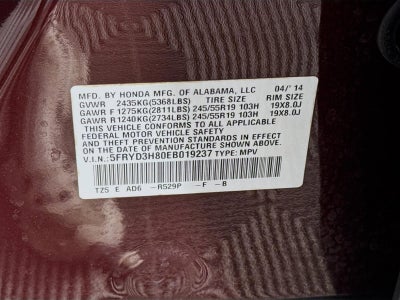 MFD. BY HONDA MFG. OF ALABAMA, LLC 04/'14
GVWR 2435KG(5368LBS) TIRE SIZE RIM SIZE
GAWR F 1275KG(2811LBS) 245/55R19 103H 19X8.0J
GAWR R1240KG(2734LBS) 245/55R19 103H 19X8.0J
THIS VEHICLE CONFORMS TO ALL APPLICABLE
FEDERAL MOTOR VEHICLE SAFETY
AND THEFT PREVENTION STANDARDS IN
EFFECT ON THE DATE OF MANUFACTURE SHOWN ABOVE.
V.I.N: 5FRYD3H80EB019237 TYPE: MPV
TZ5 E AD6 -R529P -F -B